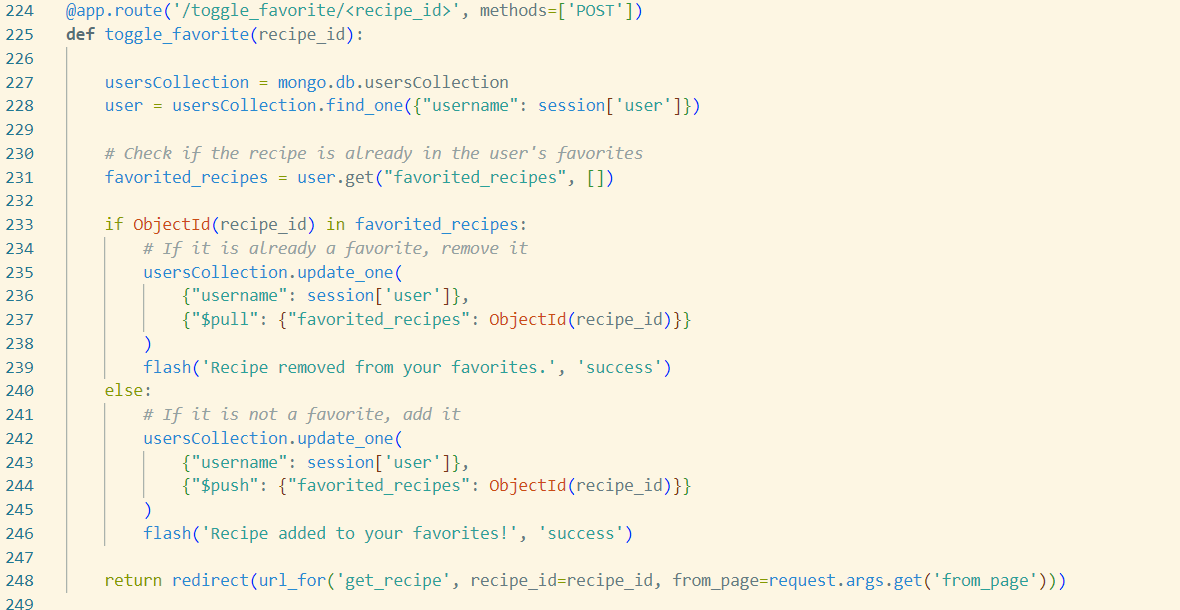 224 @app.route('/toggle_favorite/<recipe_id>', methods=['POST'])
225 def toggle_favorite(recipe_id):
226
227     usersCollection = mongo.db.usersCollection
228     user = usersCollection.find_one({"username": session['user']})
229
230     # Check if the recipe is already in the user's favorites
231     favorited_recipes = user.get("favorited_recipes", [])
232
233     if ObjectId(recipe_id) in favorited_recipes:
234         # If it is already a favorite, remove it
235         usersCollection.update_one(
236             {"username": session['user']},
237             {"$pull": {"favorited_recipes": ObjectId(recipe_id)}}
238         )
239         flash('Recipe removed from your favorites.', 'success')
240     else:
241         # If it is not a favorite, add it
242         usersCollection.update_one(
243             {"username": session['user']},
244             {"$push": {"favorited_recipes": ObjectId(recipe_id)}}
245         )
246         flash('Recipe added to your favorites!', 'success')
247
248     return redirect(url_for('get_recipe', recipe_id=recipe_id, from_page=request.args.get('from_page')))
249